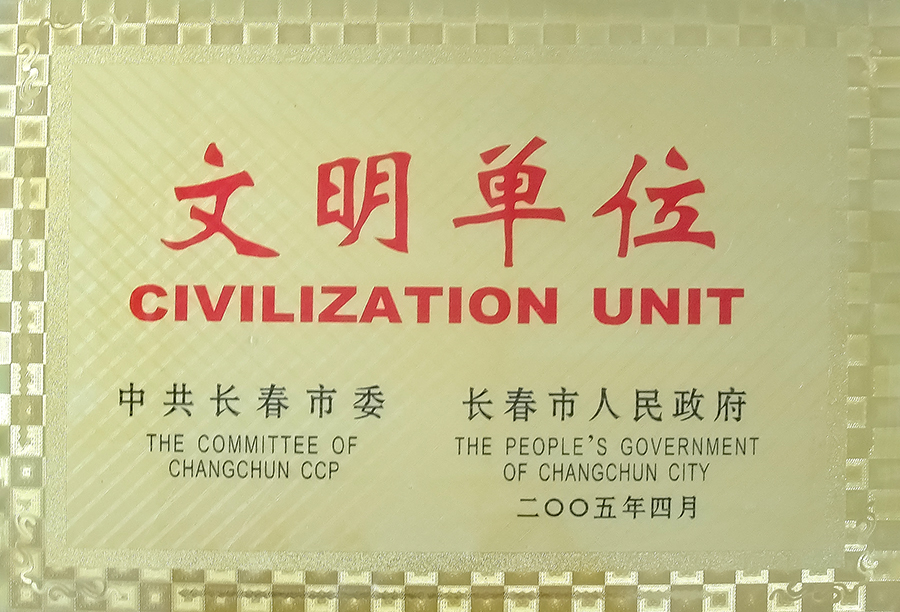 文明单位
CIVILIZATION UNIT
中共长春市委
THE COMMITTEE OF
CHANGCHUN CCP
长春市人民政府
THE PEOPLE'S GOVERNMENT
OF CHANGCHUN CITY
二〇〇五年四月